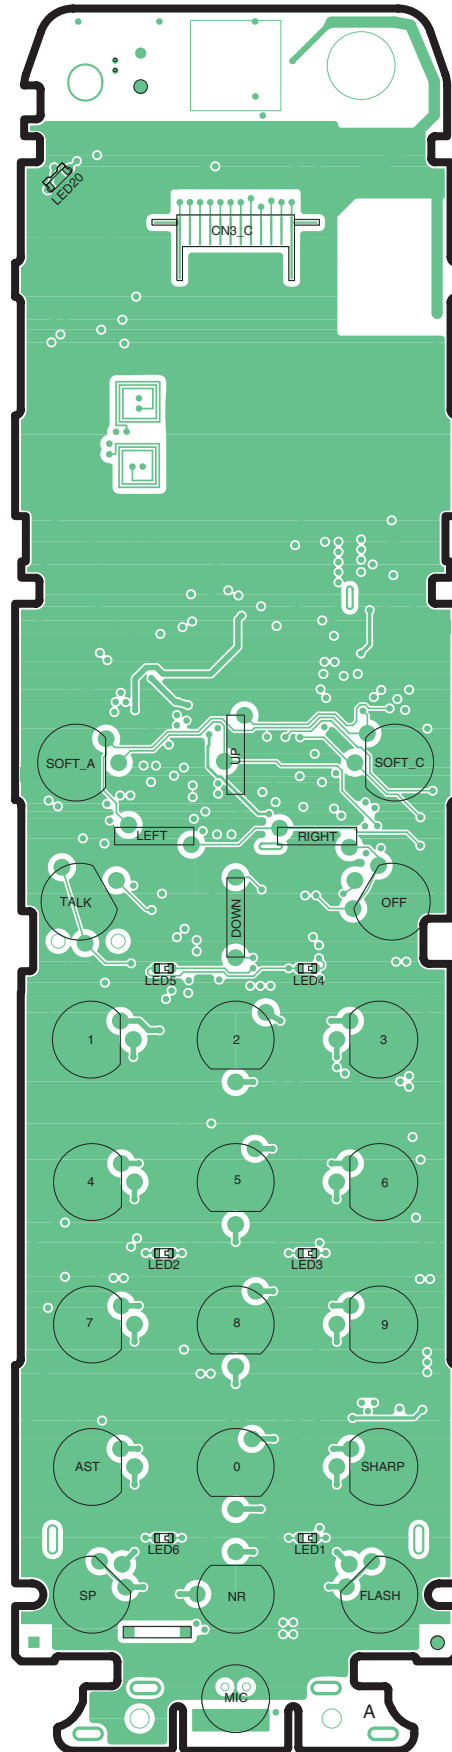 LED20
CN3_C
UP
SOFT_A
SOFT_C
LEFT
RIGHT
TALK
DOWN
OFF
LED5
LED4
1
2
3
4
5
6
LED2
LED3
7
8
9
AST
0
SHARP
LED6
LED1
SP
NR
FLASH
MIC
A